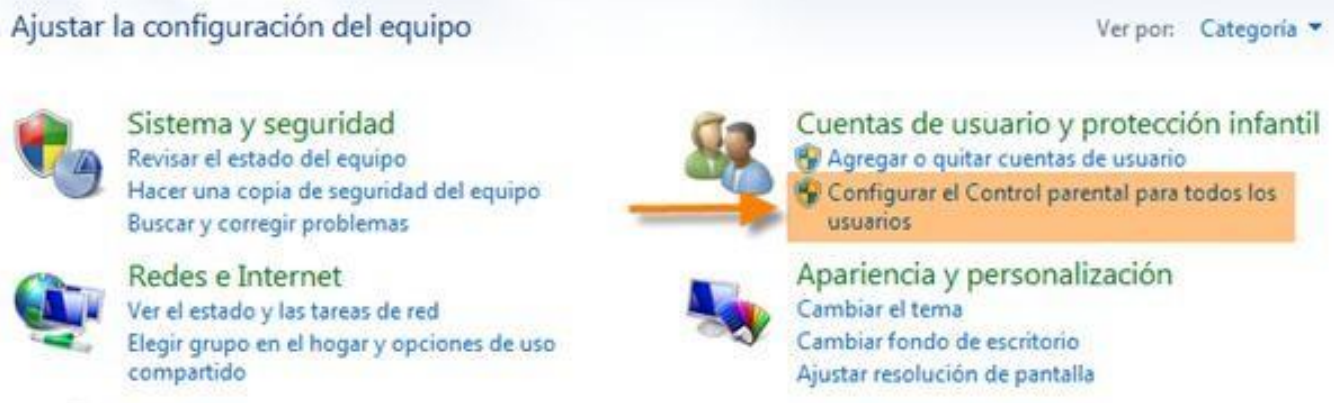 Ajustar la configuración del equipo
Ver por: Categoría
Sistema y seguridad
Revisar el estado del equipo
Hacer una copia de seguridad del equipo
Buscar y corregir problemas
Cuentas de usuario y protección infantil
Agregar o quitar cuentas de usuario
Configurar el Control parental para todos los
usuarios
Redes e Internet
Ver el estado y las tareas de red
Elegir grupo en el hogar y opciones de uso
compartido
Apariencia y personalización
Cambiar el tema
Cambiar fondo de escritorio
Ajustar resolución de pantalla